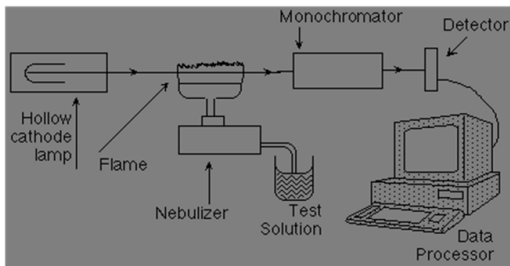 Monochromator
Detector
Hollow
cathode
lamp
Flame
Nebulizer
Test
Solution
Data
Processor